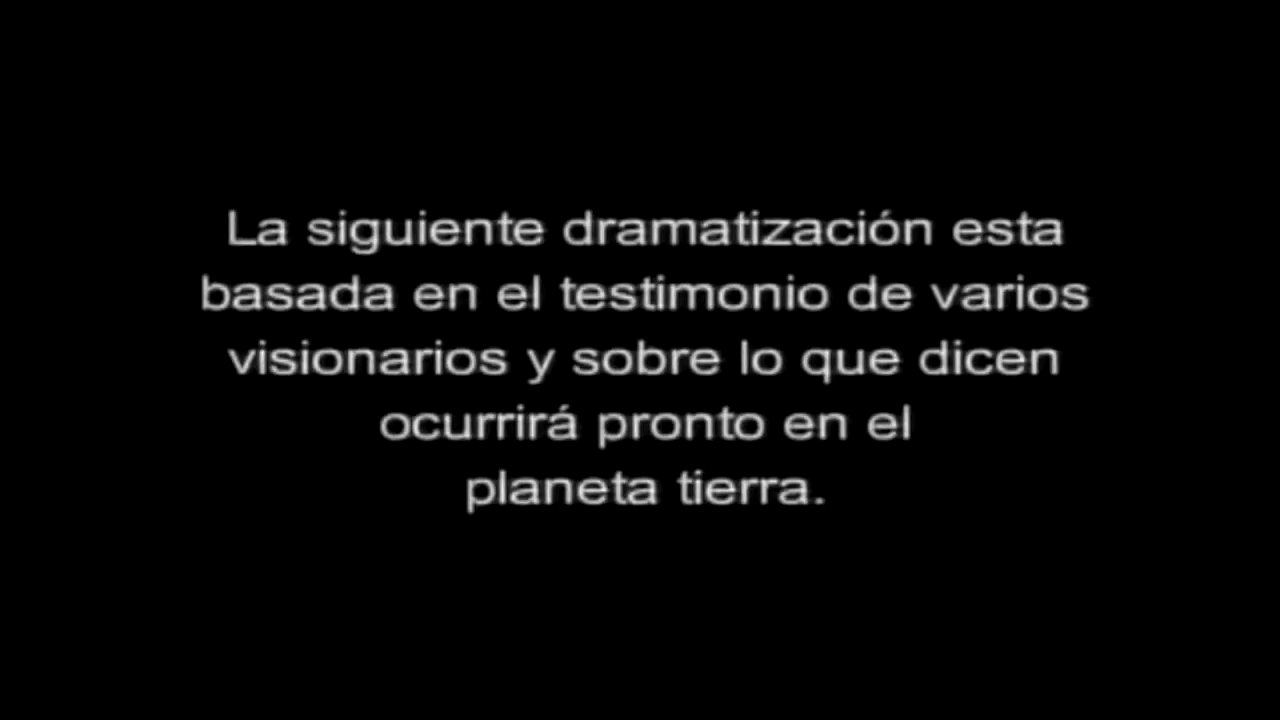 La siguiente dramatización esta
basada en el testimonio de varios
visionarios y sobre lo que dicen
ocurrirá pronto en el
planeta tierra.